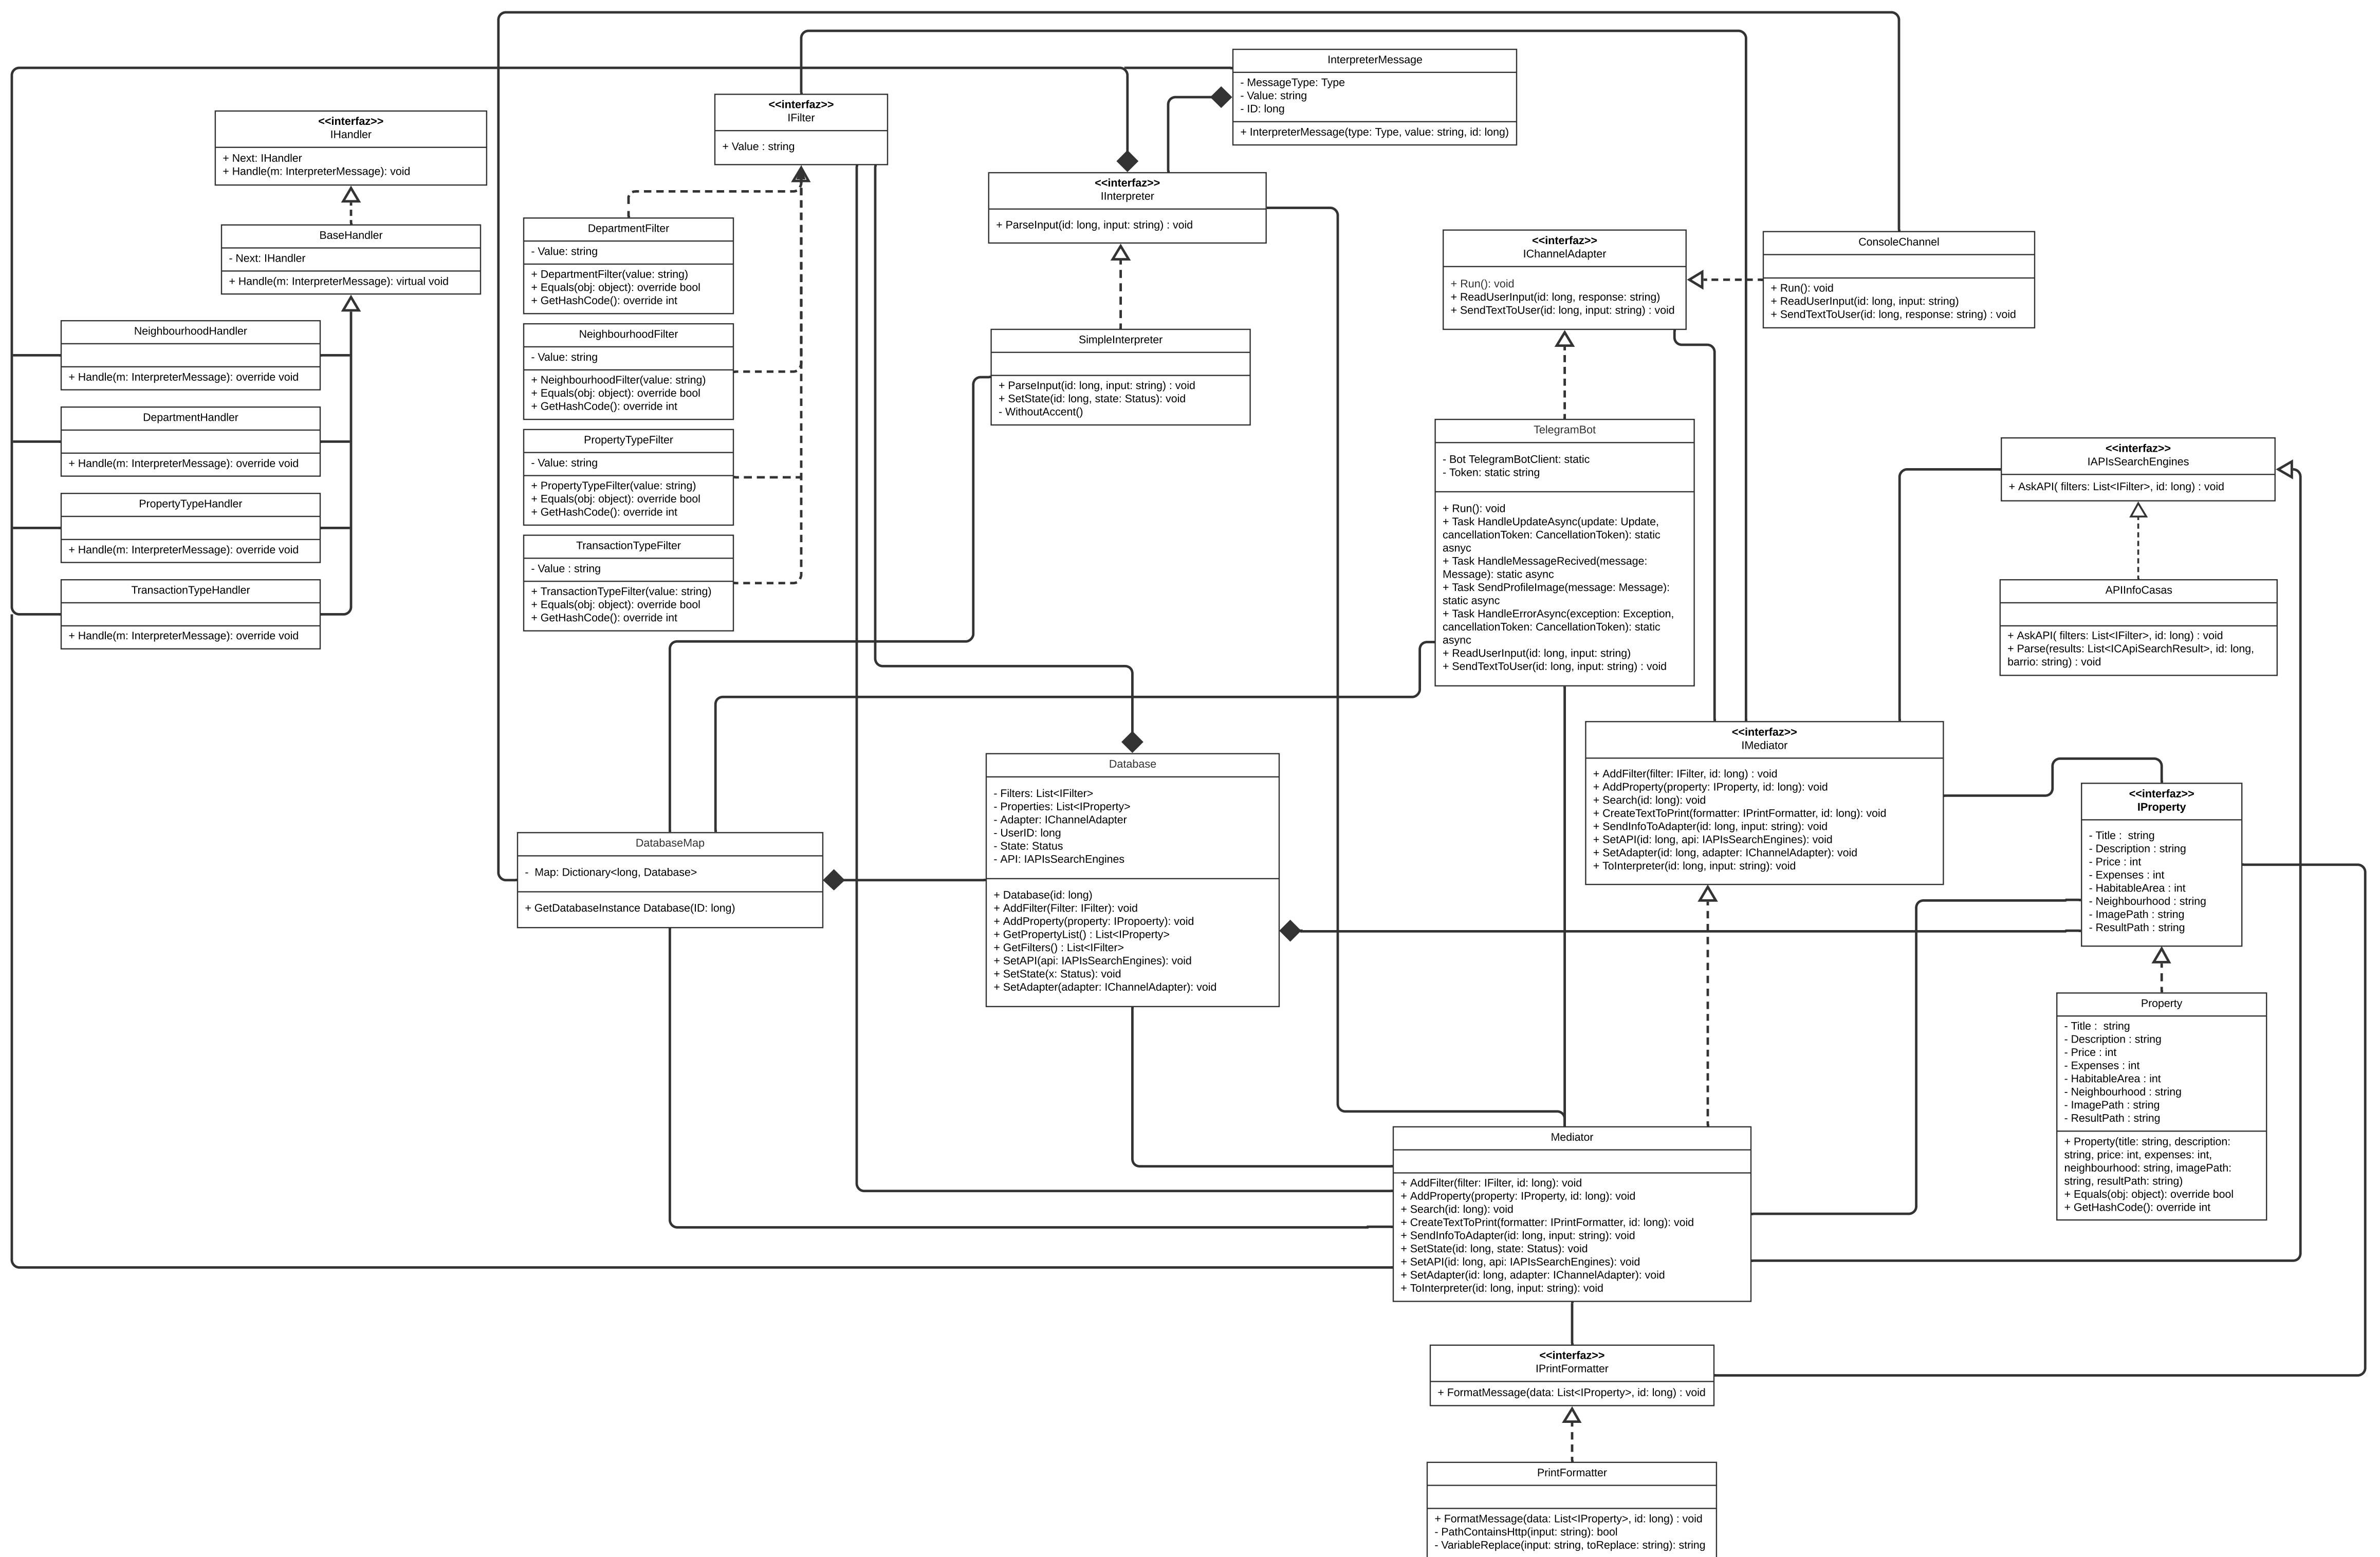 InterpreterMessage
- MessageType: Type
- Value: string
- ID: long
+ InterpreterMessage(type: Type, value: string, id: long)
<<interfaz>>
IFilter
+ Value : string
<<interfaz>>
IHandler
+ Next: IHandler
+ Handle(m: InterpreterMessage): void
BaseHandler
- Next: IHandler
+ Handle(m: InterpreterMessage): virtual void
NeighbourhoodHandler
+ Handle(m: InterpreterMessage): override void
DepartmentHandler
+ Handle(m: InterpreterMessage): override void
PropertyTypeHandler
+ Handle(m: InterpreterMessage): override void
TransactionTypeHandler
+ Handle(m: InterpreterMessage): override void
DepartmentFilter
- Value: string
+ DepartmentFilter(value: string)
+ Equals(obj: object): override bool
+ GetHashCode(): override int
NeighbourhoodFilter
- Value: string
+ NeighbourhoodFilter(value: string)
+ Equals(obj: object): override bool
+ GetHashCode(): override int
PropertyTypeFilter
- Value: string
+ PropertyTypeFilter(value: string)
+ Equals(obj: object): override bool
+ GetHashCode(): override int
TransactionTypeFilter
- Value : string
+ TransactionTypeFilter(value: string)
+ Equals(obj: object): override bool
+ GetHashCode(): override int
<<interfaz>>
IInterpreter
+ ParseInput(id: long, input: string) : void
SimpleInterpreter
+ ParseInput(id: long, input: string) : void
+ SetState(id: long, state: Status): void
- WithoutAccent()
<<interfaz>>
IChannelAdapter
+ Run(): void
+ ReadUserInput(id: long, response: string)
+ SendTextToUser(id: long, input: string) : void
ConsoleChannel
+ Run(): void
+ ReadUserInput(id: long, input: string)
+ SendTextToUser(id: long, response: string) : void
TelegramBot
- Bot TelegramBotClient: static
- Token: static string
+ Run(): void
+ Task HandleUpdateAsync(update: Update,
cancellationToken: CancellationToken): static
asnyc
+ Task HandleMessageRecived(message:
Message): static async
+ Task SendProfileImage(message: Message):
static async
+ Task HandleErrorAsync(exception: Exception,
cancellationToken: CancellationToken): static
async
+ ReadUserInput(id: long, input: string)
+ SendTextToUser(id: long, input: string) : void
<<interfaz>>
IAPIsSearchEngines
+ AskAPI( filters: List<IFilter>, id: long) : void
APIInfoCasas
+ AskAPI( filters: List<IFilter>, id: long) : void
+ Parse(results: List<ICApiSearchResult>, id: long,
barrio: string) : void
DatabaseMap
-  Map: Dictionary<long, Database>
+ GetDatabaseInstance Database(ID: long)
Database
- Filters: List<IFilter>
- Properties: List<IProperty>
- Adapter: IChannelAdapter
- UserID: long
- State: Status
- API: IAPIsSearchEngines
+ Database(id: long)
+ AddFilter(Filter: IFilter): void
+ AddProperty(property: IPropoerty): void
+ GetPropertyList() : List<IProperty>
+ GetFilters() : List<IFilter>
+ SetAPI(api: IAPIsSearchEngines): void
+ SetState(x: Status): void
+ SetAdapter(adapter: IChannelAdapter): void
<<interfaz>>
IMediator
+ AddFilter(filter: IFilter, id: long) : void
+ AddProperty(property: IProperty, id: long): void
+ Search(id: long): void
+ CreateTextToPrint(formatter: IPrintFormatter, id: long): void
+ SendInfoToAdapter(id: long, input: string): void
+ SetAPI(id: long, api: IAPIsSearchEngines): void
+ SetAdapter(id: long, adapter: IChannelAdapter): void
+ ToInterpreter(id: long, input: string): void
<<interfaz>>
IProperty
- Title :  string
- Description : string
- Price : int
- Expenses : int
- HabitableArea : int
- Neighbourhood : string
- ImagePath : string
- ResultPath : string
Property
- Title :  string
- Description : string
- Price : int
- Expenses : int
- HabitableArea : int
- Neighbourhood : string
- ImagePath : string
- ResultPath : string
+ Property(title: string, description:
string, price: int, expenses: int,
neighbourhood: string, imagePath:
string, resultPath: string)
+ Equals(obj: object): override bool
+ GetHashCode(): override int
Mediator
+ AddFilter(filter: IFilter, id: long): void
+ AddProperty(property: IProperty, id: long): void
+ Search(id: long): void
+ CreateTextToPrint(formatter: IPrintFormatter, id: long): void
+ SendInfoToAdapter(id: long, input: string): void
+ SetState(id: long, state: Status): void
+ SetAPI(id: long, api: IAPIsSearchEngines): void
+ SetAdapter(id: long, adapter: IChannelAdapter): void
+ ToInterpreter(id: long, input: string): void
<<interfaz>>
IPrintFormatter
+ FormatMessage(data: List<IProperty>, id: long) : void
PrintFormatter
+ FormatMessage(data: List<IProperty>, id: long) : void
- PathContainsHttp(input: string): bool
- VariableReplace(input: string, toReplace: string): string